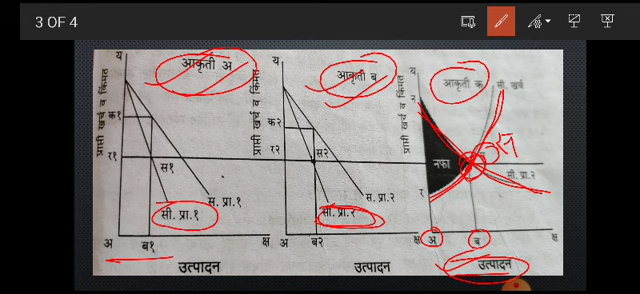 3 OF 4
आकृती अ
य
प्राप्ती खर्च व किंमत
क१
र१
स१
स. प्रा.१
सी. प्रा.१
अ
ब१
क्ष
उत्पादन
आकृती ब
य
प्राप्ती खर्च व किंमत
क२
र२
स२
स. प्रा.२
सी. प्रा.२
अ
ब२
क्ष
उत्पादन
आकृती क
य
प्राप्ती खर्च व किंमत
सी. खर्च
नफा
र
सी. प्रा.२
अ
ब
क्ष
उत्पादन